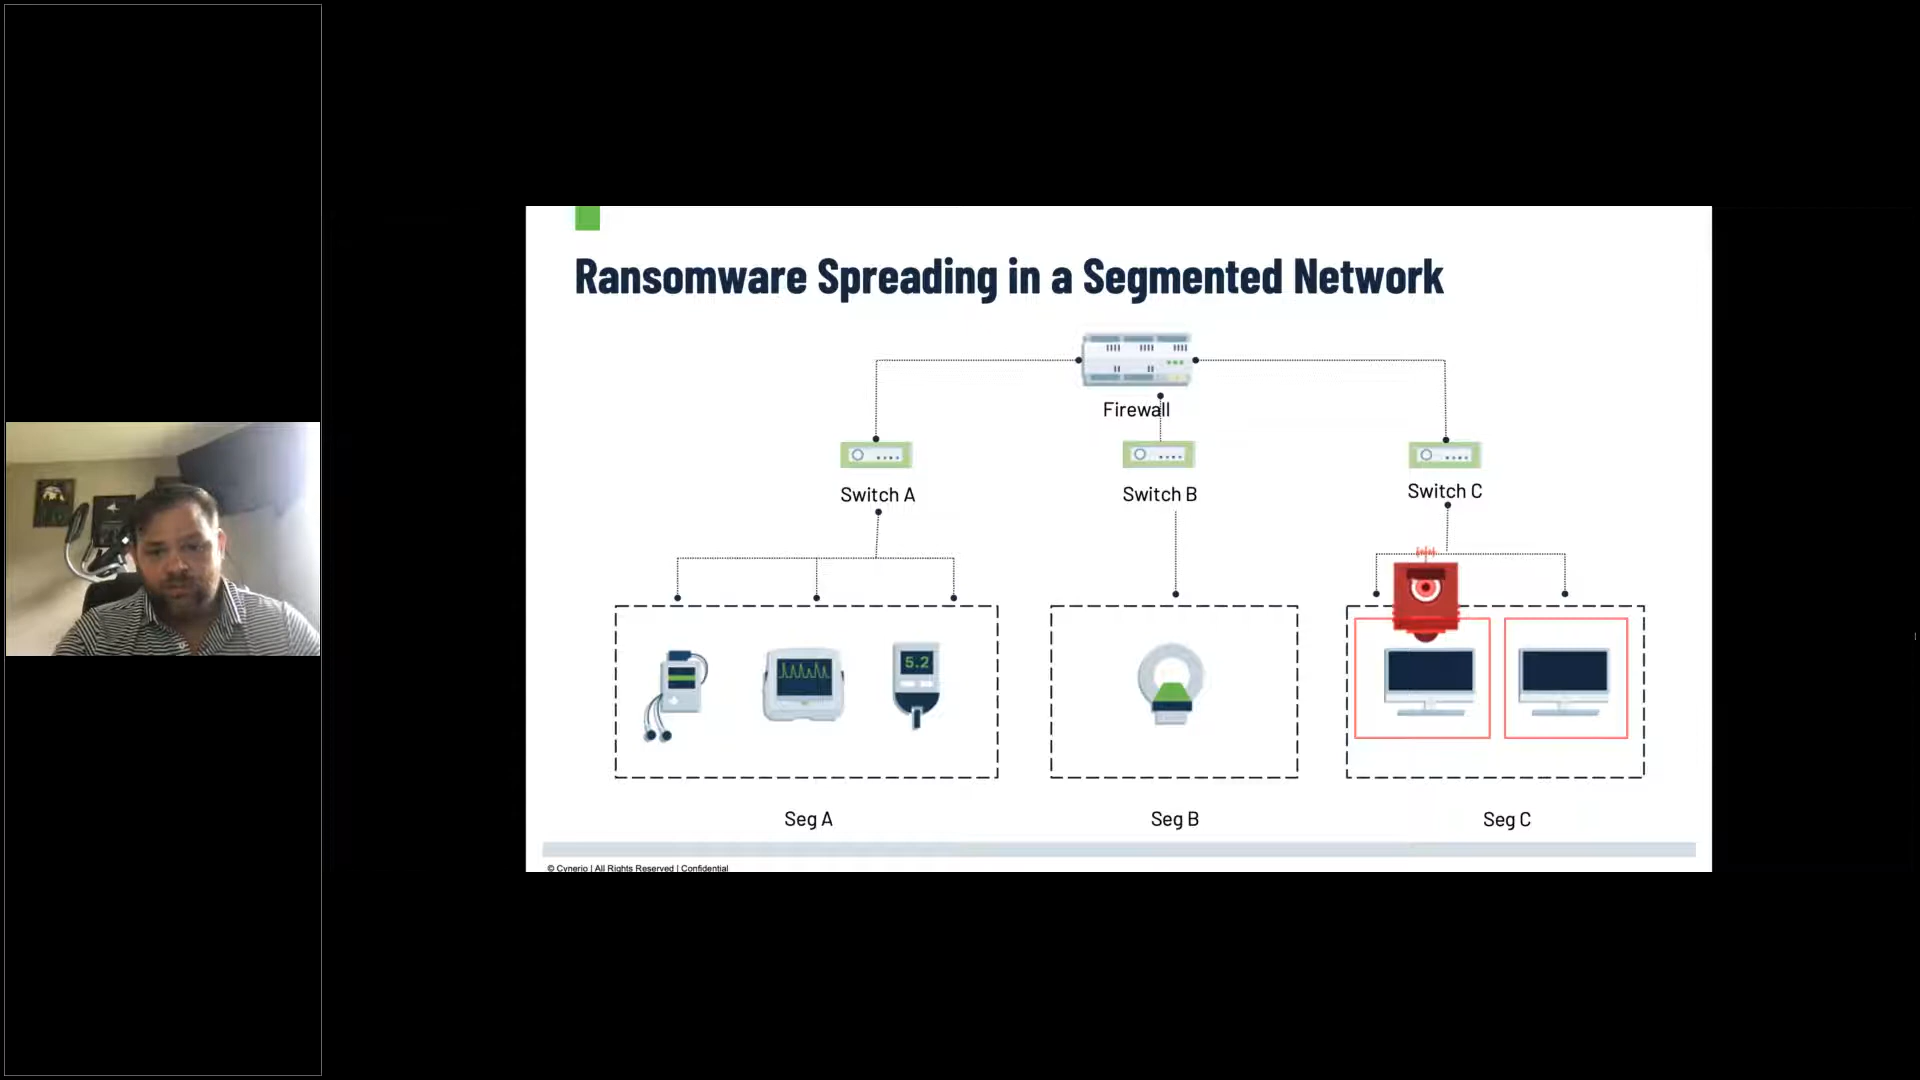 Ransomware Spreading in a Segmented Network
Firewall
Switch A
Switch B
Switch C
5.2
Seg A
Seg B
Seg C
© Cynerio | All Rights Reserved | Confidential